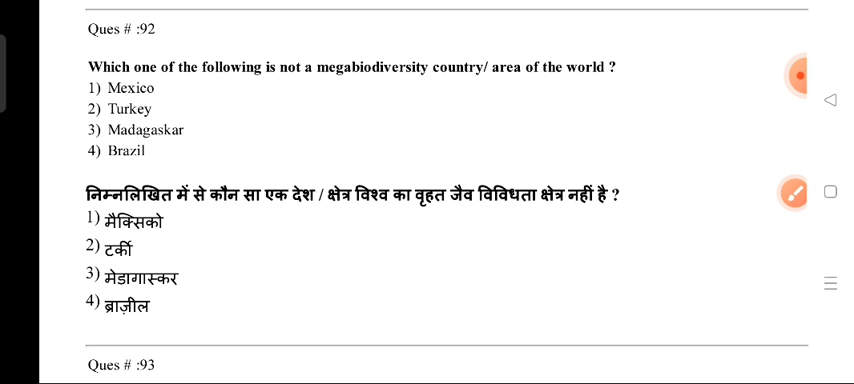 Ques # :92
Which one of the following is not a megabiodiversity country/ area of the world ?
1) Mexico
2) Turkey
3) Madagaskar
4) Brazil
निम्नलिखित में से कौन सा एक देश / क्षेत्र विश्व का वृहत जैव विविधता क्षेत्र नहीं है ?
1) मैक्सिको
2) टर्की
3) मेडागास्कर
4) ब्राज़ील
Ques # :93